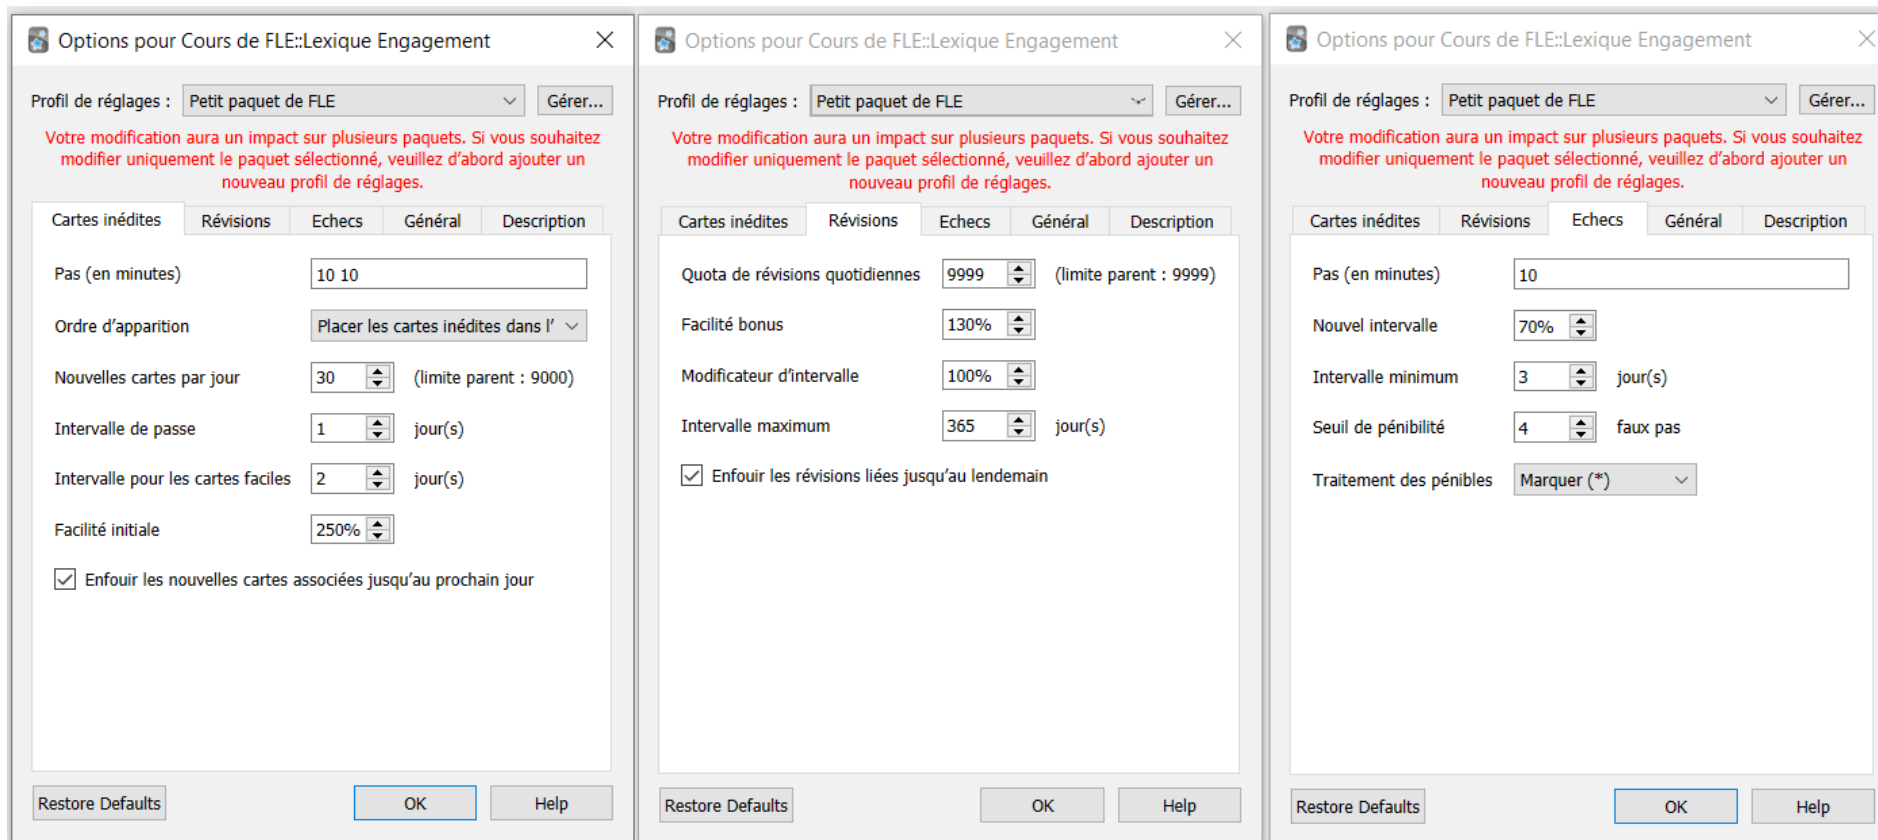 Options pour Cours de FLE::Lexique Engagement
Profil de réglages : Petit paquet de FLE Gérer...
Votre modification aura un impact sur plusieurs paquets. Si vous souhaitez
modifier uniquement le paquet sélectionné, veuillez d'abord ajouter un
nouveau profil de réglages.
Cartes inédites Révisions Echecs Général Description
Pas (en minutes) 10 10
Ordre d'apparition Placer les cartes inédites dans l'
Nouvelles cartes par jour 30 (limite parent : 9000)
Intervalle de passe 1 jour(s)
Intervalle pour les cartes faciles 2 jour(s)
Facilité initiale 250%
Enfouir les nouvelles cartes associées jusqu'au prochain jour
Restore Defaults OK Help
Options pour Cours de FLE::Lexique Engagement
Profil de réglages : Petit paquet de FLE Gérer...
Votre modification aura un impact sur plusieurs paquets. Si vous souhaitez
modifier uniquement le paquet sélectionné, veuillez d'abord ajouter un
nouveau profil de réglages.
Cartes inédites Révisions Echecs Général Description
Quota de révisions quotidiennes 9999 (limite parent : 9999)
Facilité bonus 130%
Modificateur d'intervalle 100%
Intervalle maximum 365 jour(s)
Enfouir les révisions liées jusqu'au lendemain
Restore Defaults OK Help
Options pour Cours de FLE::Lexique Engagement
Profil de réglages : Petit paquet de FLE Gérer...
Votre modification aura un impact sur plusieurs paquets. Si vous souhaitez
modifier uniquement le paquet sélectionné, veuillez d'abord ajouter un
nouveau profil de réglages.
Cartes inédites Révisions Echecs Général Description
Pas (en minutes) 10
Nouvel intervalle 70%
Intervalle minimum 3 jour(s)
Seuil de pénibilité 4 faux pas
Traitement des pénibles Marquer (*)
Restore Defaults OK Help